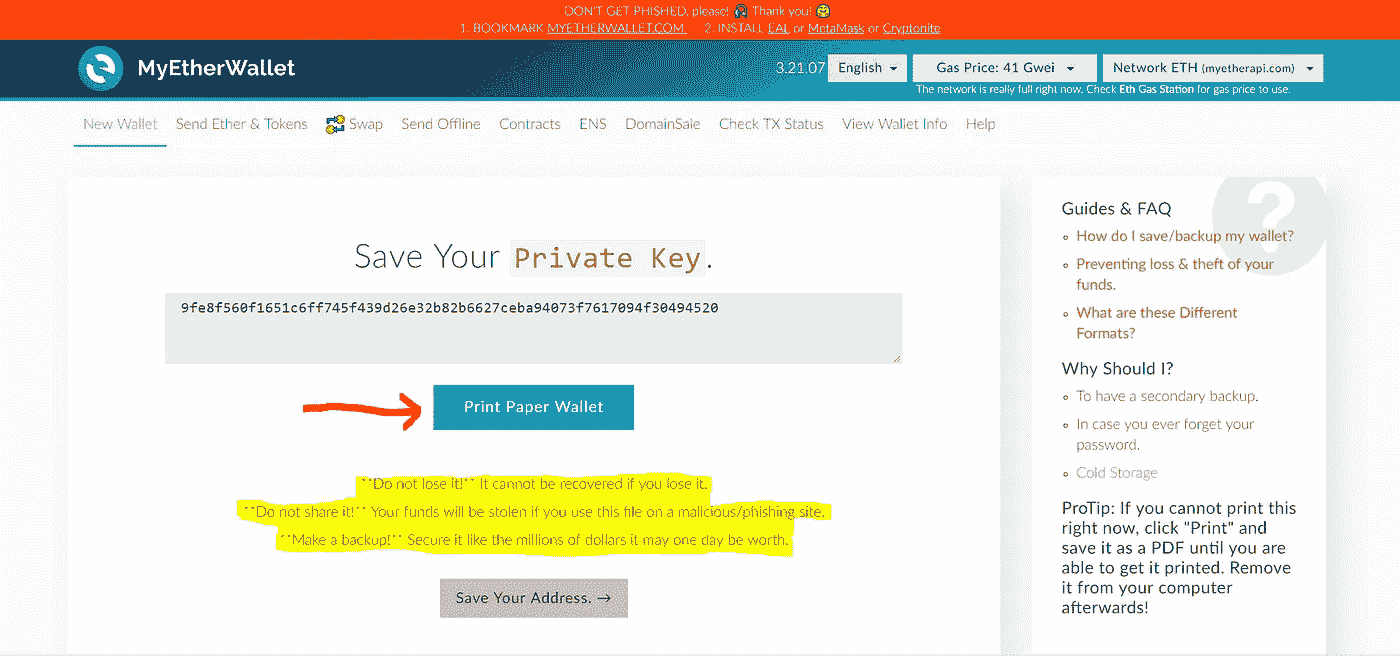 DON'T GET PHISHED, please! Thank you!
1. BOOKMARK MYETHERWALLET.COM 2. INSTALL EAL or MetaMask or Cryptonite
MyEtherWallet 3.21.07 English Gas Price: 41 Gwei Network ETH (myetherapi.com)
The network is really full right now. Check Eth Gas Station for gas price to use.
New Wallet Send Ether & Tokens Swap Send Offline Contracts ENS DomainSale Check TX Status View Wallet Info Help
Save Your Private Key.
9fe8f560f1651c6ff745f439d26e32b82b6627ceba94073f7617094f30494520
Print Paper Wallet
**Do not lose it!** It cannot be recovered if you lose it.
**Do not share it!** Your funds will be stolen if you use this file on a malicious/phishing site.
**Make a backup!** Secure it like the millions of dollars it may one day be worth.
Save Your Address. →
?
Guides & FAQ
How do I save/backup my wallet?
Preventing loss & theft of your
funds.
What are these Different
Formats?
Why Should I?
To have a secondary backup.
In case you ever forget your
password.
Cold Storage
ProTip: If you cannot print this
right now, click "Print" and
save it as a PDF until you are
able to get it printed. Remove
it from your computer
afterwards!